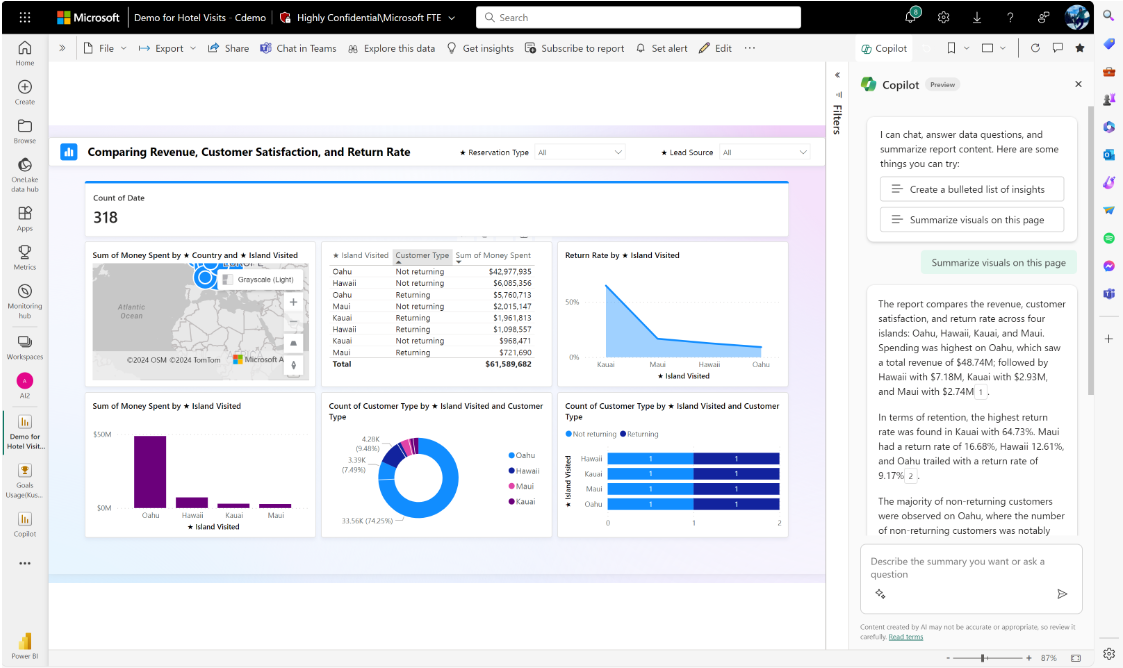 Microsoft
Demo for Hotel Visits - Cdemo
Highly Confidential\Microsoft FTE
Search
8
Home
Create
Browse
OneLake
data hub
Apps
Metrics
Monitoring
hub
Workspaces
A
AI2
Demo for
Hotel Visit...
Goals
Usage(Kus...
Copilot
Power BI
File
Export
Share
Chat in Teams
Explore this data
Get insights
Subscribe to report
Set alert
Edit
Copilot
Filters
Comparing Revenue, Customer Satisfaction, and Return Rate
★ Reservation Type
All
★ Lead Source
All
Count of Date
318
Sum of Money Spent by ★ Country and ★ Island Visited
Grayscale (Light)
Atlantic
Ocean
©2024 OSM ©2024 TomTom
Microsoft A
★ Island Visited Customer Type Sum of Money Spent
Oahu Not returning $42,977,935
Hawaii Not returning $6,085,356
Oahu Returning $5,760,713
Maui Not returning $2,015,147
Kauai Returning $1,961,813
Hawaii Returning $1,098,557
Kauai Not returning $968,471
Maui Returning $721,690
Total $61,589,682
Return Rate by ★ Island Visited
50%
0%
Kauai Maui Hawaii Oahu
★ Island Visited
Sum of Money Spent by ★ Island Visited
$50M
$0M
Oahu Hawaii Kauai Maui
★ Island Visited
Count of Customer Type by ★ Island Visited and Customer
Type
4.28K
(9.48%)
3.39K
(7.49%)
33.56K (74.25%)
Oahu
Hawaii
Maui
Kauai
Count of Customer Type by ★ Island Visited and Customer
Type
Not returning Returning
★ Island Visited
Hawaii 1 1
Kauai 1 1
Maui 1 1
Oahu 1 1
0 1 2
Copilot Preview
I can chat, answer data questions, and
summarize report content. Here are some
things you can try:
Create a bulleted list of insights
Summarize visuals on this page
Summarize visuals on this page
The report compares the revenue, customer
satisfaction, and return rate across four
islands: Oahu, Hawaii, Kauai, and Maui.
Spending was highest on Oahu, which saw
a total revenue of $48.74M; followed by
Hawaii with $7.18M, Kauai with $2.93M,
and Maui with $2.74M 1 .
In terms of retention, the highest return
rate was found in Kauai with 64.73%. Maui
had a return rate of 16.68%, Hawaii 12.61%,
and Oahu trailed with a return rate of
9.17% 2 .
The majority of non-returning customers
were observed on Oahu, where the number
of non-returning customers was notably
Describe the summary you want or ask a
question
Content created by AI may not be accurate or appropriate, so review it
carefully. Read terms
- + 87%